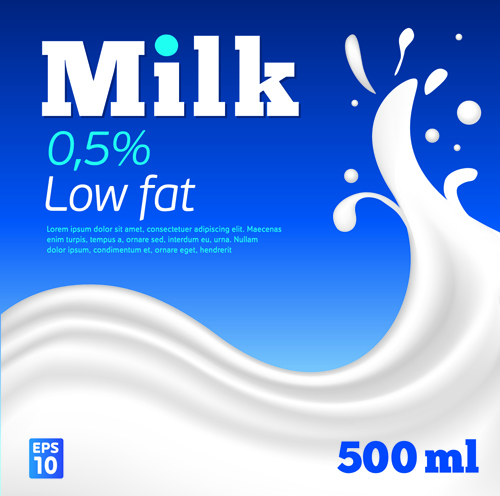 Milk
0,5%
Low fat
Lorem ipsum dolor sit amet, consectetuer adipiscing elit. Maecenas
enim turpis, tempus a, ornare sed, interdum eu, urna. Nullam
dolor ipsum, condimentum et, ornare eget, hendrerit
EPS
10
500 ml